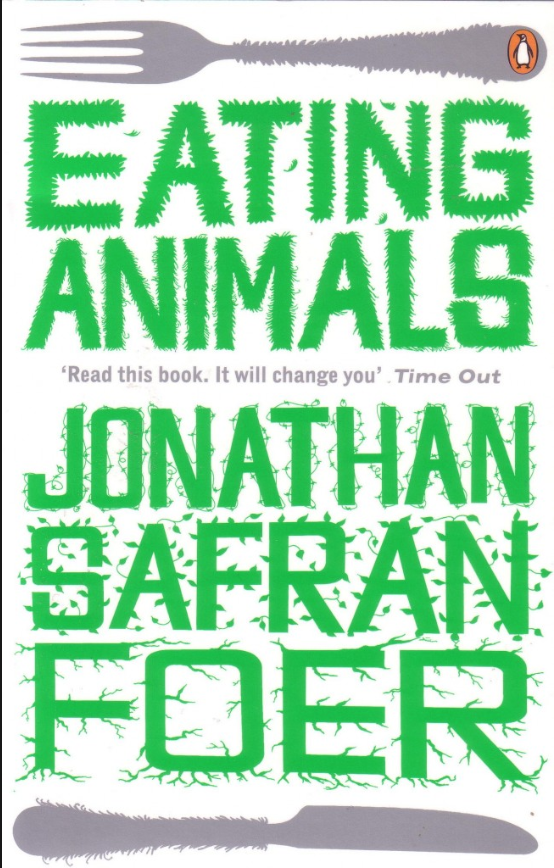 EATING
ANIMALS
‘Read this book. It will change you’ Time Out
JONATHAN
SAFRAN
FOER